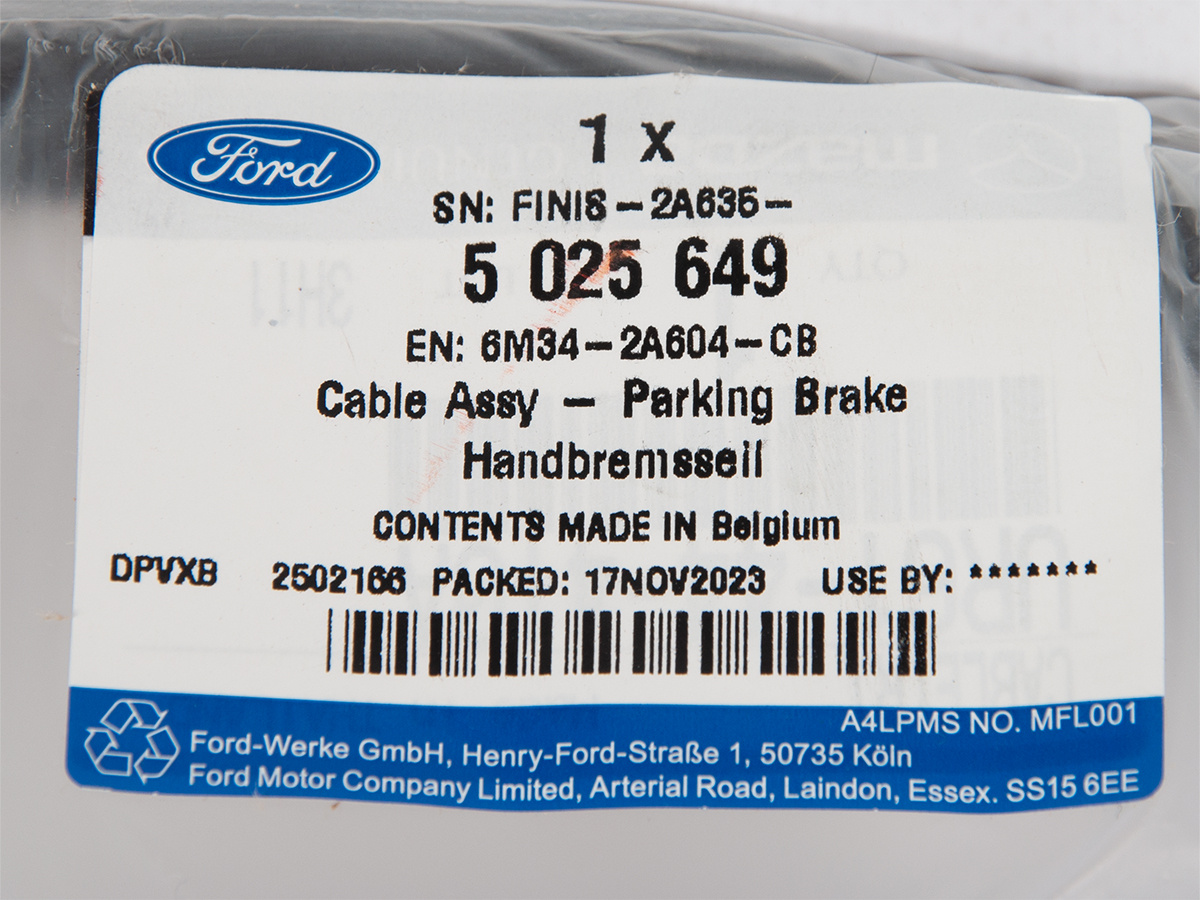 Ford
1 x
SN: FINIS-2A635-
5 025 649
EN: 6M34-2A604-CB
Cable Assy - Parking Brake
Handbremsseil
CONTENTS MADE IN Belgium
DPVXB 2502166 PACKED: 17NOV2023 USE BY: *******
A4LPMS NO. MFL001
Ford-Werke GmbH, Henry-Ford-Straße 1, 50735 Köln
Ford Motor Company Limited, Arterial Road, Laindon, Essex. SS15 6EE